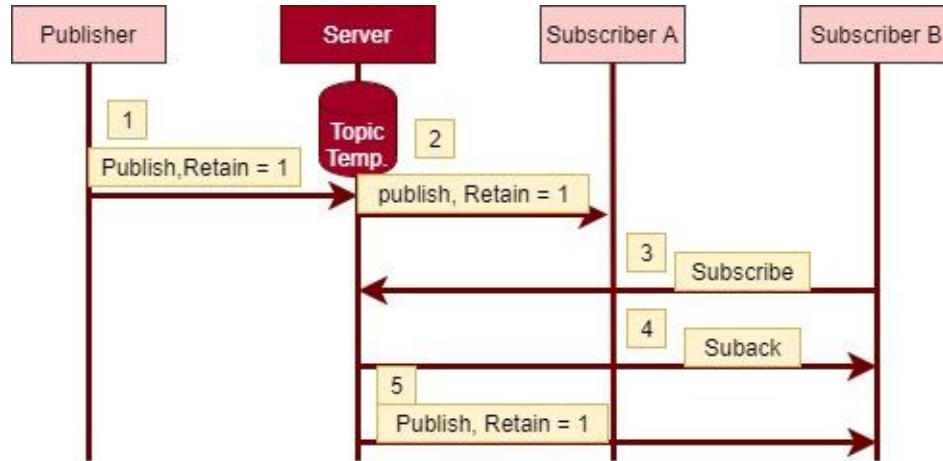 Publisher
Server
Subscriber A
Subscriber B
1
Topic
Temp.
2
Publish,Retain = 1
publish, Retain = 1
3
Subscribe
4
Suback
5
Publish, Retain = 1